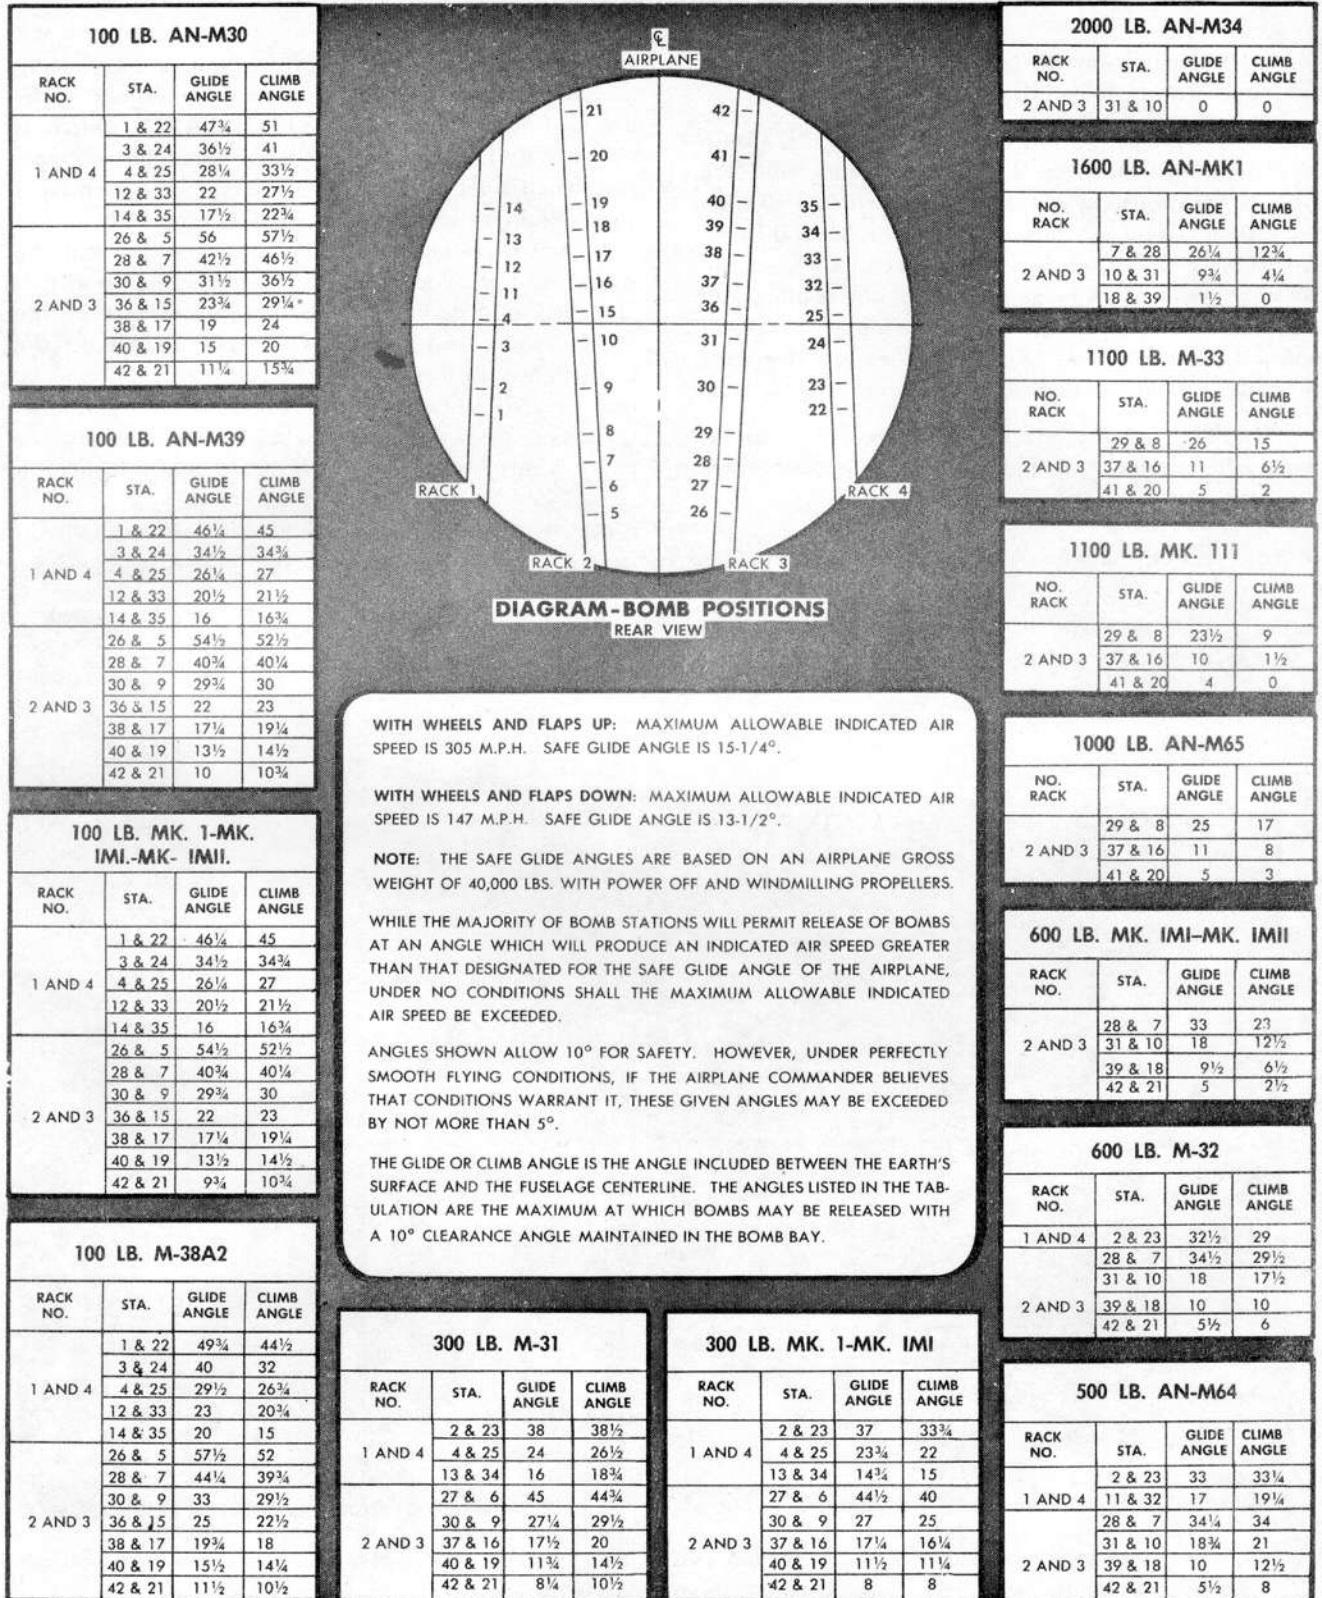 100 LB. AN-M30
RACK NO. STA. GLIDE ANGLE CLIMB ANGLE
1 AND 4
1 & 22 47¾ 51
3 & 24 36½ 41
4 & 25 28¼ 33½
12 & 33 22 27½
14 & 35 17½ 22¾
2 AND 3
26 & 5 56 57½
28 & 7 42½ 46½
30 & 9 31½ 36½
36 & 15 23¾ 29¼
38 & 17 19 24
40 & 19 15 20
42 & 21 11¼ 15¾
100 LB. AN-M39
RACK NO. STA. GLIDE ANGLE CLIMB ANGLE
1 AND 4
1 & 22 46¼ 45
3 & 24 34½ 34¾
4 & 25 26¼ 27
12 & 33 20½ 21½
14 & 35 16 16¾
2 AND 3
26 & 5 54½ 52½
28 & 7 40¾ 40¼
30 & 9 29¾ 30
36 & 15 22 23
38 & 17 17¼ 19¼
40 & 19 13½ 14½
42 & 21 10 10¾
100 LB. MK. 1-MK.
IMI.-MK- IMII.
RACK NO. STA. GLIDE ANGLE CLIMB ANGLE
1 AND 4
1 & 22 46¼ 45
3 & 24 34½ 34¾
4 & 25 26¼ 27
12 & 33 20½ 21½
14 & 35 16 16¾
2 AND 3
26 & 5 54½ 52½
28 & 7 40¾ 40¼
30 & 9 29¾ 30
36 & 15 22 23
38 & 17 17¼ 19¼
40 & 19 13½ 14½
42 & 21 9¾ 10¾
100 LB. M-38A2
RACK NO. STA. GLIDE ANGLE CLIMB ANGLE
1 AND 4
1 & 22 49¾ 44½
3 & 24 40 32
4 & 25 29½ 26¾
12 & 33 23 20¾
14 & 35 20 15
2 AND 3
26 & 5 57½ 52
28 & 7 44¼ 39¾
30 & 9 33 29½
36 & 15 25 22½
38 & 17 19¾ 18
40 & 19 15½ 14¼
42 & 21 11½ 10½
℄
AIRPLANE
21
20
19
18
17
16
15
10
9
8
7
6
5
42
41
40
39
38
37
36
31
30
29
28
27
26
14
13
12
11
4
3
2
1
35
34
33
32
25
24
23
22
RACK 1
RACK 2
RACK 3
RACK 4
DIAGRAM-BOMB POSITIONS
REAR VIEW
WITH WHEELS AND FLAPS UP: MAXIMUM ALLOWABLE INDICATED AIR
SPEED IS 305 M.P.H. SAFE GLIDE ANGLE IS 15-1/4°.
WITH WHEELS AND FLAPS DOWN: MAXIMUM ALLOWABLE INDICATED AIR
SPEED IS 147 M.P.H. SAFE GLIDE ANGLE IS 13-1/2°.
NOTE: THE SAFE GLIDE ANGLES ARE BASED ON AN AIRPLANE GROSS
WEIGHT OF 40,000 LBS. WITH POWER OFF AND WINDMILLING PROPELLERS.
WHILE THE MAJORITY OF BOMB STATIONS WILL PERMIT RELEASE OF BOMBS
AT AN ANGLE WHICH WILL PRODUCE AN INDICATED AIR SPEED GREATER
THAN THAT DESIGNATED FOR THE SAFE GLIDE ANGLE OF THE AIRPLANE,
UNDER NO CONDITIONS SHALL THE MAXIMUM ALLOWABLE INDICATED
AIR SPEED BE EXCEEDED.
ANGLES SHOWN ALLOW 10° FOR SAFETY. HOWEVER, UNDER PERFECTLY
SMOOTH FLYING CONDITIONS, IF THE AIRPLANE COMMANDER BELIEVES
THAT CONDITIONS WARRANT IT, THESE GIVEN ANGLES MAY BE EXCEEDED
BY NOT MORE THAN 5°.
THE GLIDE OR CLIMB ANGLE IS THE ANGLE INCLUDED BETWEEN THE EARTH'S
SURFACE AND THE FUSELAGE CENTERLINE. THE ANGLES LISTED IN THE TAB-
ULATION ARE THE MAXIMUM AT WHICH BOMBS MAY BE RELEASED WITH
A 10° CLEARANCE ANGLE MAINTAINED IN THE BOMB BAY.
300 LB. M-31
RACK NO. STA. GLIDE ANGLE CLIMB ANGLE
1 AND 4
2 & 23 38 38½
4 & 25 24 26½
13 & 34 16 18¾
2 AND 3
27 & 6 45 44¾
30 & 9 27¼ 29½
37 & 16 17½ 20
40 & 19 11¾ 14½
42 & 21 8¼ 10½
300 LB. MK. 1-MK. IMI
RACK NO. STA. GLIDE ANGLE CLIMB ANGLE
1 AND 4
2 & 23 37 33¾
4 & 25 23¾ 22
13 & 34 14¾ 15
2 AND 3
27 & 6 44½ 40
30 & 9 27 25
37 & 16 17¼ 16¼
40 & 19 11½ 11¼
42 & 21 8 8
2000 LB. AN-M34
RACK NO. STA. GLIDE ANGLE CLIMB ANGLE
2 AND 3 31 & 10 0 0
1600 LB. AN-MK1
NO. RACK STA. GLIDE ANGLE CLIMB ANGLE
2 AND 3
7 & 28 26¼ 12¾
10 & 31 9¾ 4¼
18 & 39 1½ 0
1100 LB. M-33
NO. RACK STA. GLIDE ANGLE CLIMB ANGLE
2 AND 3
29 & 8 26 15
37 & 16 11 6½
41 & 20 5 2
1100 LB. MK. 111
NO. RACK STA. GLIDE ANGLE CLIMB ANGLE
2 AND 3
29 & 8 23½ 9
37 & 16 10 1½
41 & 20 4 0
1000 LB. AN-M65
NO. RACK STA. GLIDE ANGLE CLIMB ANGLE
2 AND 3
29 & 8 25 17
37 & 16 11 8
41 & 20 5 3
600 LB. MK. IMI–MK. IMII
RACK NO. STA. GLIDE ANGLE CLIMB ANGLE
2 AND 3
28 & 7 33 23
31 & 10 18 12½
39 & 18 9½ 6½
42 & 21 5 2½
600 LB. M-32
RACK NO. STA. GLIDE ANGLE CLIMB ANGLE
1 AND 4 2 & 23 32½ 29
2 AND 3
28 & 7 34½ 29½
31 & 10 18 17½
39 & 18 10 10
42 & 21 5½ 6
500 LB. AN-M64
RACK NO. STA. GLIDE ANGLE CLIMB ANGLE
1 AND 4
2 & 23 33 33¼
11 & 32 17 19¼
2 AND 3
28 & 7 34¼ 34
31 & 10 18¾ 21
39 & 18 10 12½
42 & 21 5½ 8